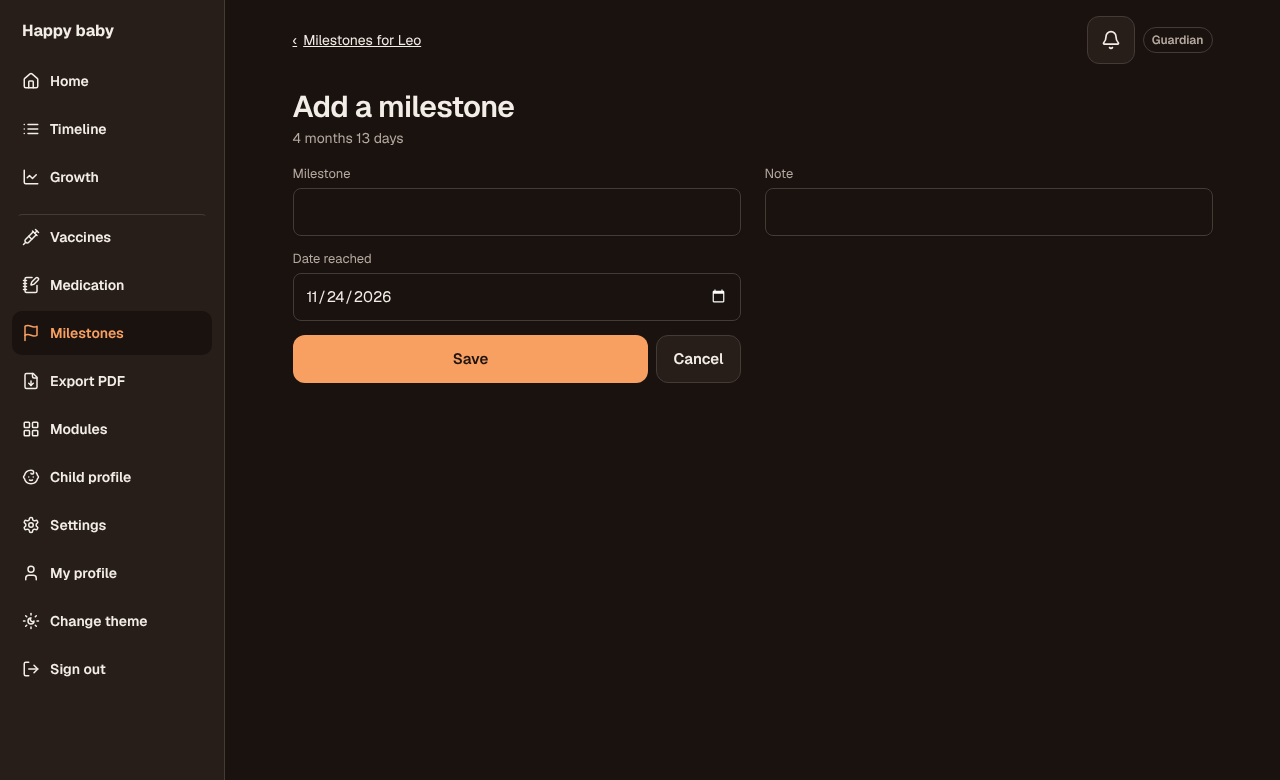 Happy baby
Home
Timeline
Growth
Vaccines
Medication
Milestones
Export PDF
Modules
Child profile
Settings
My profile
Change theme
Sign out
‹ Milestones for Leo
Guardian
Add a milestone
4 months 13 days
Milestone
Note
Date reached
11/24/2026
Save
Cancel